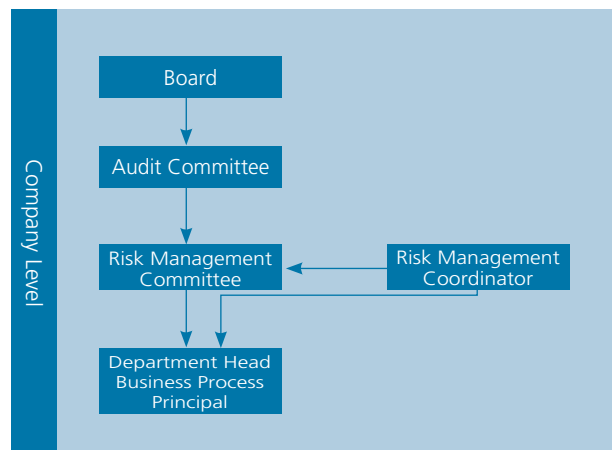 Company Level
Board
Audit Committee
Risk Management
Committee
Risk Management
Coordinator
Department Head
Business Process
Principal